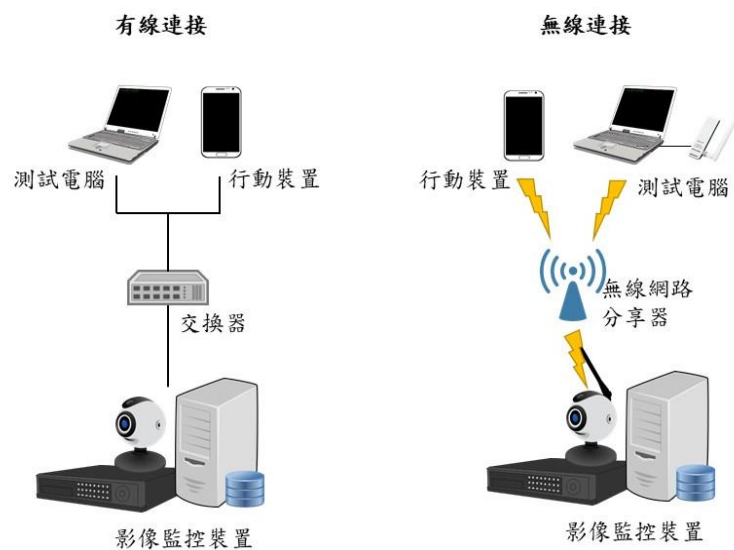 有線連接
測試電腦
行動裝置
交換器
影像監控裝置
無線連接
行動裝置
測試電腦
無線網路
分享器
影像監控裝置